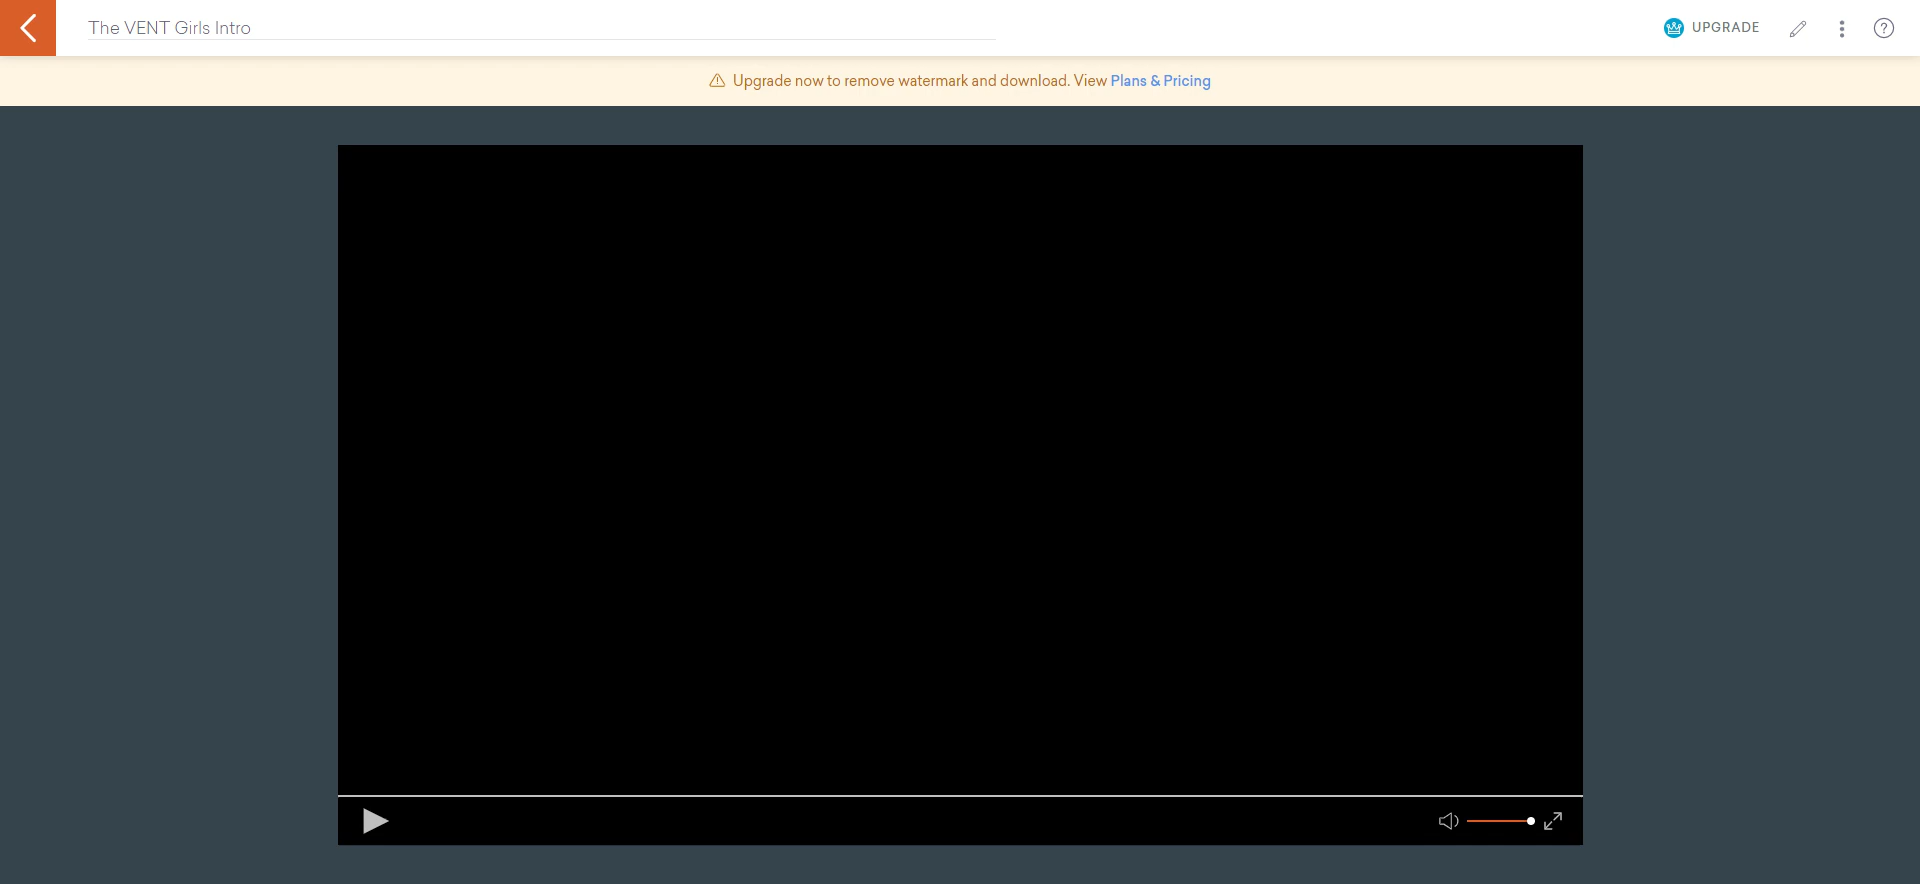 The VENT Girls Intro
UPGRADE
Upgrade now to remove watermark and download. View Plans & Pricing